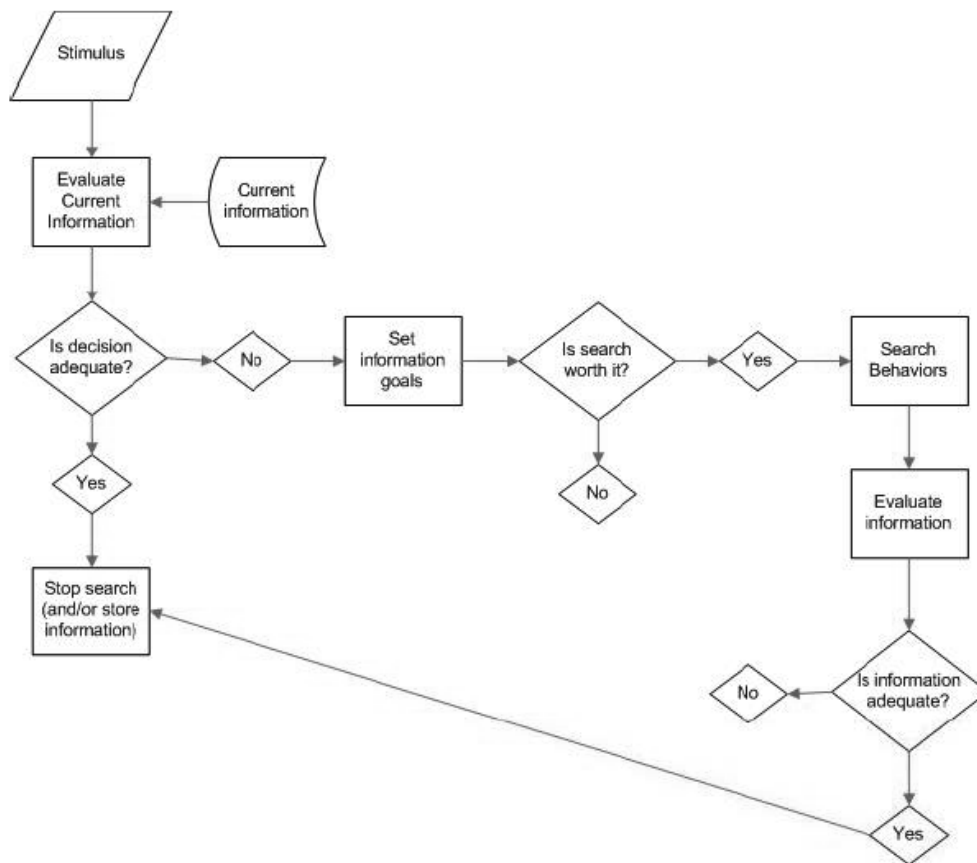 Stimulus
Evaluate
Current
Information
Current
information
Is decision
adequate?
No
Set
information
goals
Is search
worth it?
Yes
Search
Behaviors
Yes
No
Evaluate
information
Stop search
(and/or store
information)
No
Is information
adequate?
Yes